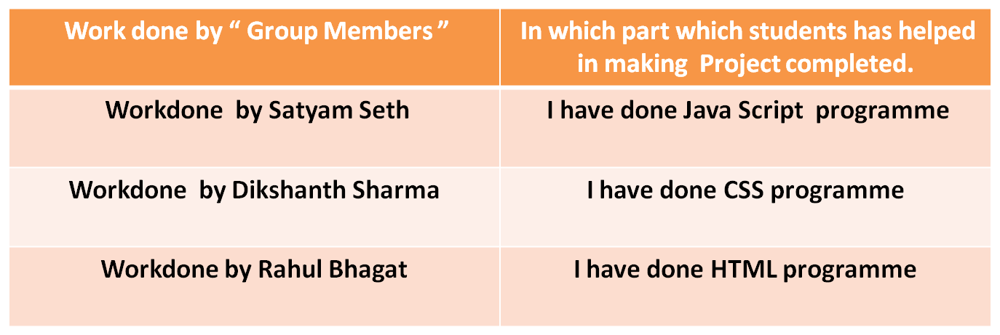 Work done by “ Group Members ”
In which part which students has helped
in making  Project completed.
Workdone  by Satyam Seth
I have done Java Script  programme
Workdone  by Dikshanth Sharma
I have done CSS programme
Workdone by Rahul Bhagat
I have done HTML programme